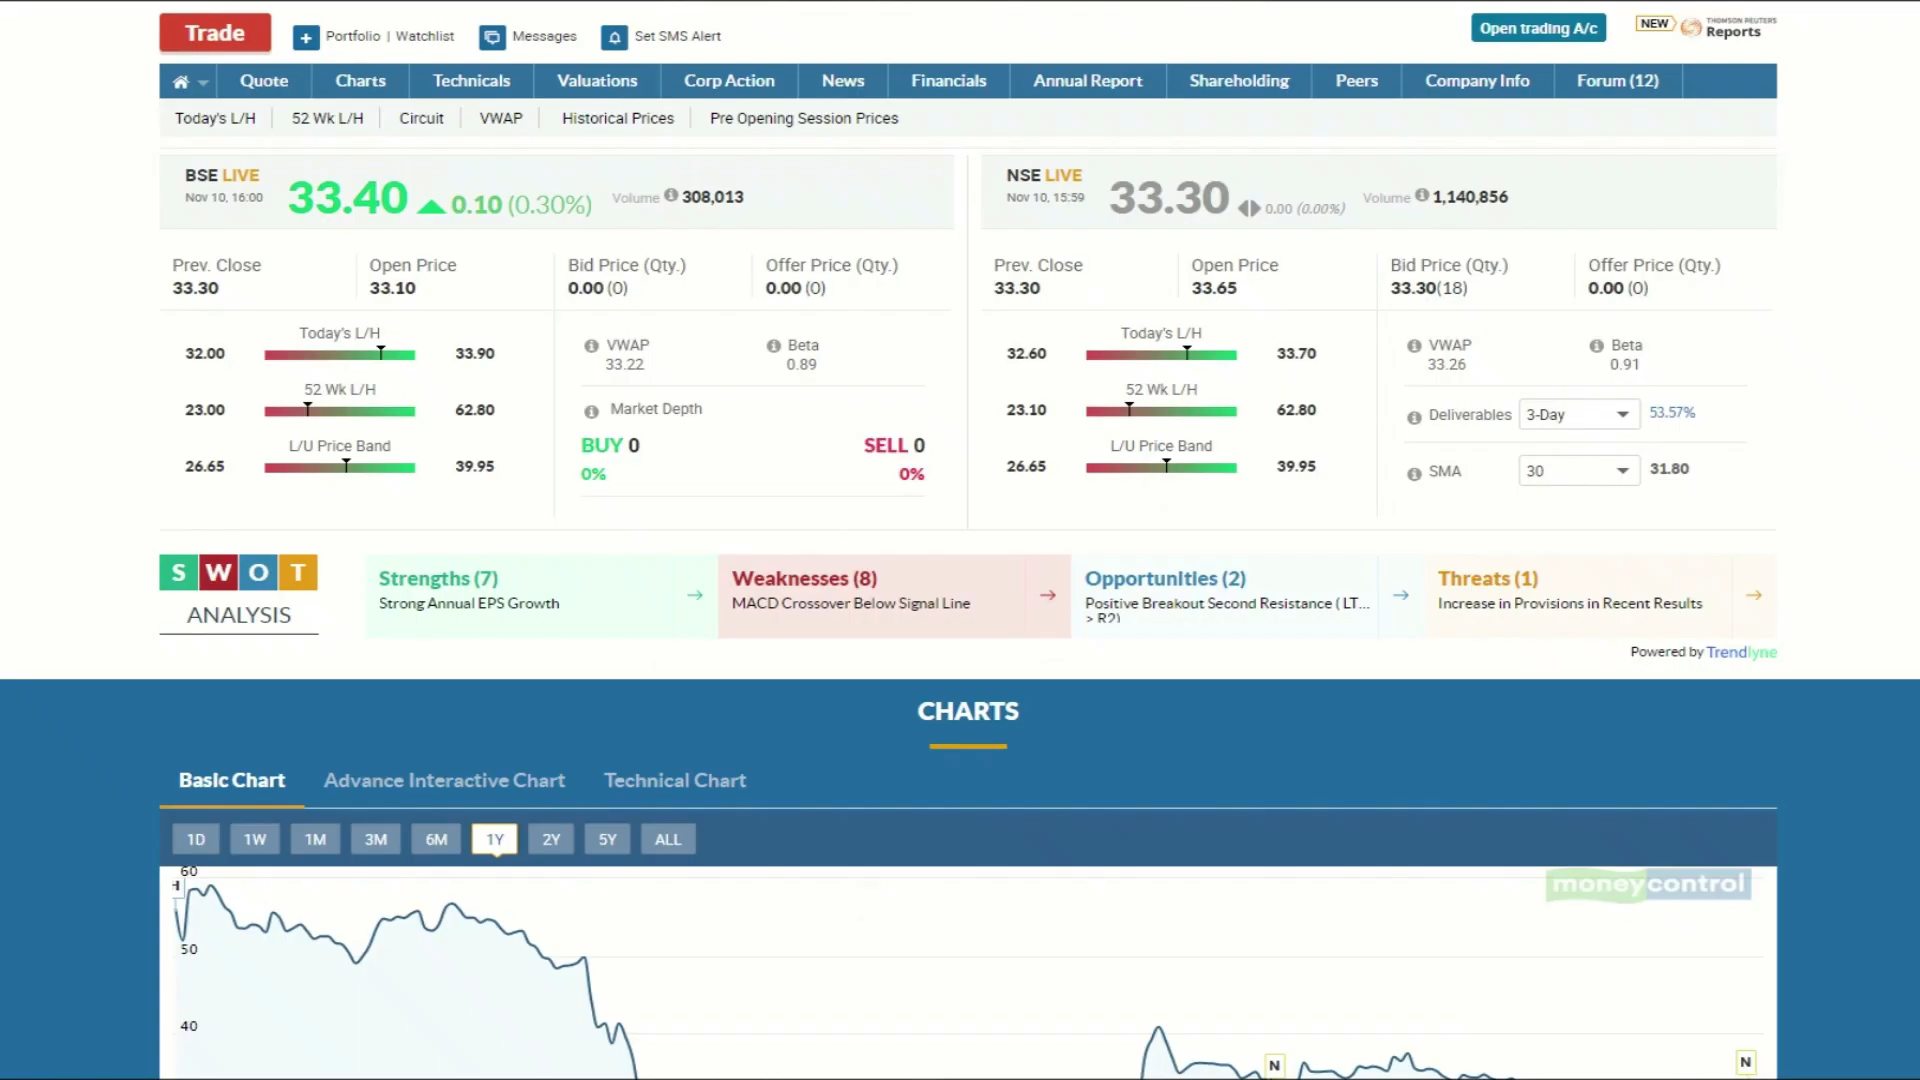 Trade
Portfolio | Watchlist
Messages
Set SMS Alert
Open trading A/c
NEW
THOMSON REUTERS
Reports
Quote
Charts
Technicals
Valuations
Corp Action
News
Financials
Annual Report
Shareholding
Peers
Company Info
Forum (12)
Today's L/H
52 Wk L/H
Circuit
VWAP
Historical Prices
Pre Opening Session Prices
BSE LIVE
Nov 10, 16:00
33.40
0.10 (0.30%)
Volume 308,013
Prev. Close
33.30
Open Price
33.10
Bid Price (Qty.)
0.00 (0)
Offer Price (Qty.)
0.00 (0)
Today's L/H
32.00
33.90
52 Wk L/H
23.00
62.80
L/U Price Band
26.65
39.95
VWAP
33.22
Beta
0.89
Market Depth
BUY 0
SELL 0
0%
0%
NSE LIVE
Nov 10, 15:59
33.30
0.00 (0.00%)
Volume 1,140,856
Prev. Close
33.30
Open Price
33.65
Bid Price (Qty.)
33.30(18)
Offer Price (Qty.)
0.00 (0)
Today's L/H
32.60
33.70
52 Wk L/H
23.10
62.80
L/U Price Band
26.65
39.95
VWAP
33.26
Beta
0.91
Deliverables
3-Day
53.57%
SMA
30
31.80
S W O T
ANALYSIS
Strengths (7)
Strong Annual EPS Growth
Weaknesses (8)
MACD Crossover Below Signal Line
Opportunities (2)
Positive Breakout Second Resistance ( LT...
> R2)
Threats (1)
Increase in Provisions in Recent Results
Powered by Trendlyne
CHARTS
Basic Chart
Advance Interactive Chart
Technical Chart
1D
1W
1M
3M
6M
1Y
2Y
5Y
ALL
60
H
moneycontrol
50
40
N
N